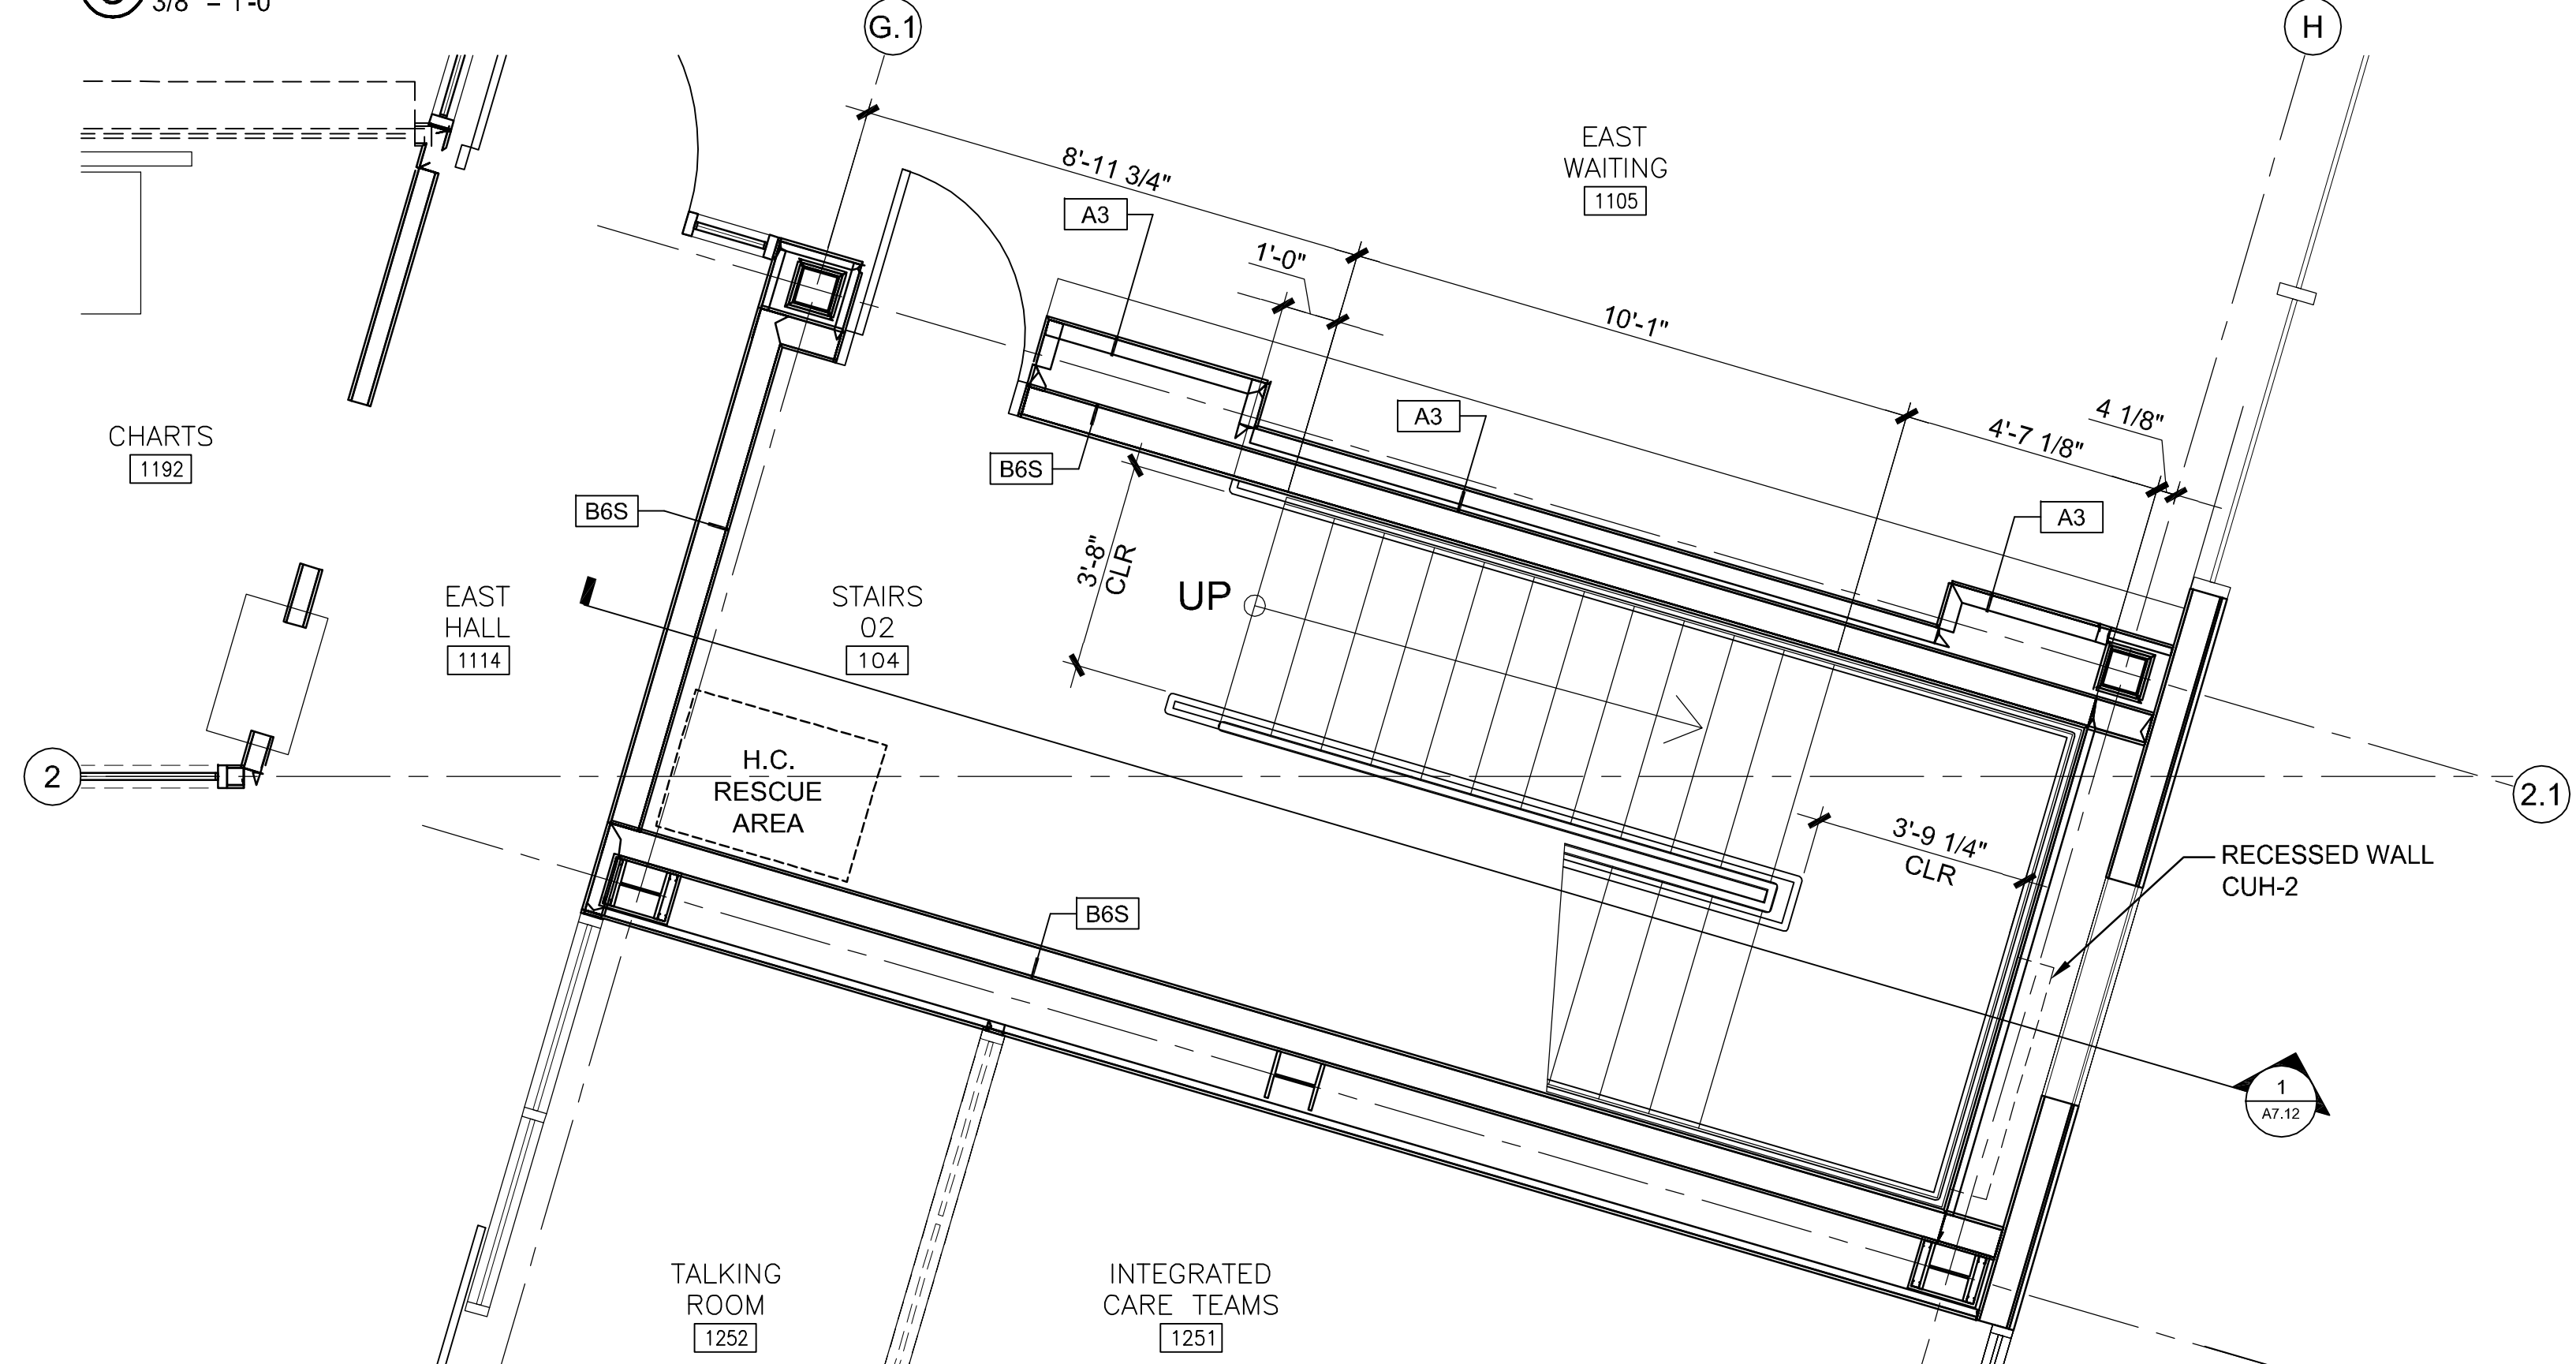 3/8" = 1'-0"
G.1
H
EAST
WAITING
1105
8'-11 3/4"
A3
1'-0"
10'-1"
4 1/8"
4'-7 1/8"
A3
A3
CHARTS
1192
B6S
B6S
3'-8"
CLR
UP
EAST
HALL
1114
STAIRS
02
104
H.C.
RESCUE
AREA
2
2.1
3'-9 1/4"
CLR
RECESSED WALL
CUH-2
B6S
1
A7.12
TALKING
ROOM
1252
INTEGRATED
CARE TEAMS
1251